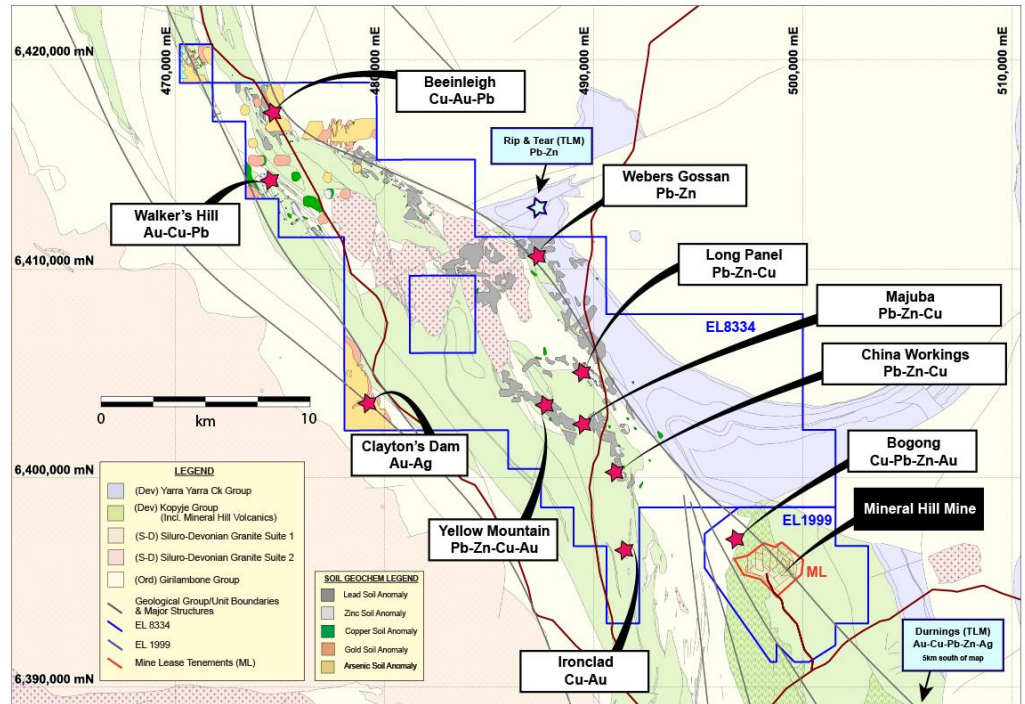 6,420,000 mN
470,000 mE
480,000 mE
490,000 mE
500,000 mE
510,000 mE
Beeinleigh
Cu-Au-Pb
Rip & Tear (TLM)
Pb-Zn
Webers Gossan
Pb-Zn
Walker's Hill
Au-Cu-Pb
Long Panel
Pb-Zn-Cu
6,410,000 mN
Majuba
Pb-Zn-Cu
EL8334
China Workings
Pb-Zn-Cu
0
10
km
Clayton's Dam
Au-Ag
Bogong
Cu-Pb-Zn-Au
6,400,000 mN
Mineral Hill Mine
EL1999
ML
Yellow Mountain
Pb-Zn-Cu-Au
LEGEND
(Dev) Yarra Yarra Ck Group
(Dev) Kopyje Group
(Incl. Mineral Hill Volcanics)
(S-D) Siluro-Devonian Granite Suite 1
(S-D) Siluro-Devonian Granite Suite 2
(Ord) Girilambone Group
Geological Group/Unit Boundaries
& Major Structures
EL 8334
EL 1999
Mine Lease Tenements (ML)
SOIL GEOCHEM LEGEND
Lead Soil Anomaly
Zinc Soil Anomaly
Copper Soil Anomaly
Gold Soil Anomaly
Arsenic Soil Anomaly
Ironclad
Cu-Au
Durnings (TLM)
Au-Cu-Pb-Zn-Ag
5km south of map
6,390,000 mN